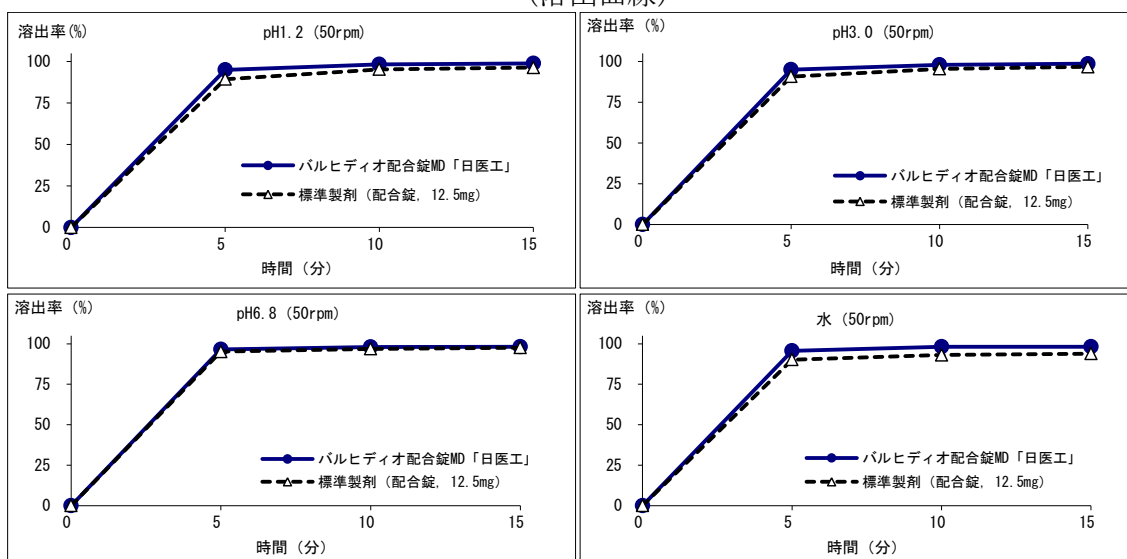 (溶出曲線)
溶出率(%)
pH1.2 (50rpm)
100
75
50
25
0
バルヒディオ配合錠MD「日医工」
標準製剤 (配合錠, 12.5mg)
0 5 10 15
時間 (分)
溶出率 (%)
pH3.0 (50rpm)
100
75
50
25
0
バルヒディオ配合錠MD「日医工」
標準製剤 (配合錠, 12.5mg)
0 5 10 15
時間 (分)
溶出率 (%)
pH6.8 (50rpm)
100
75
50
25
0
バルヒディオ配合錠MD「日医工」
標準製剤 (配合錠, 12.5mg)
0 5 10 15
時間 (分)
溶出率 (%)
水 (50rpm)
100
75
50
25
0
バルヒディオ配合錠MD「日医工」
標準製剤 (配合錠, 12.5mg)
0 5 10 15
時間 (分)